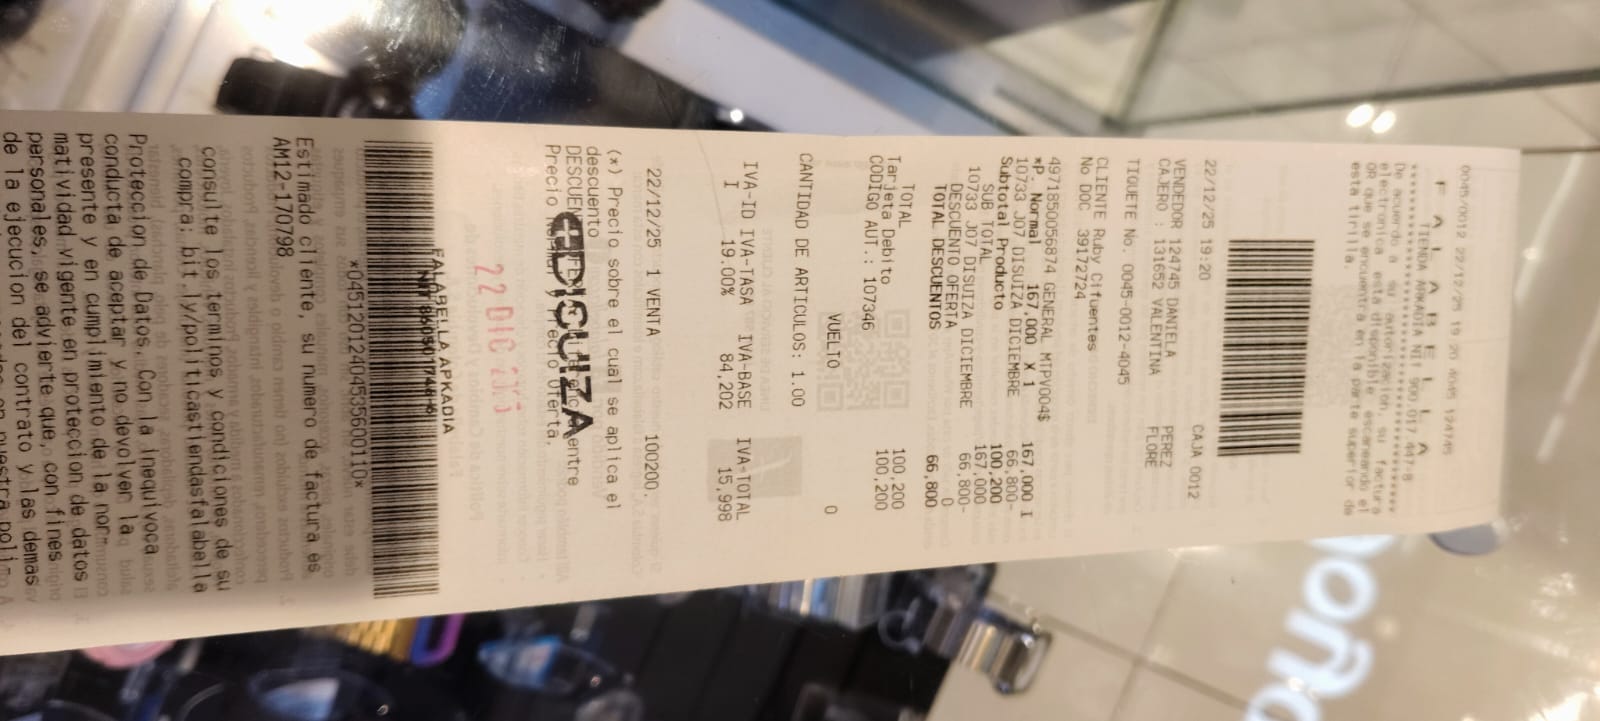 0045/0012 22/12/25 19 20 4045 124745
F A L A B E L L A
TIENDA ARKADIA NIT 900.017.447-8
****************************
De acuerdo a su autorización, su factura
electronica esta disponible escaneando el
QR que se encuentra en la parte superior de
esta tirilla.
22/12/25 19:20 CAJA 0012
VENDEDOR 124745 DANIELA PEREZ
CAJERO : 131652 VALENTINA FLORE
TIQUETE No. 0045-0012-4045
CLIENTE Ruby Cifuentes
No DOC 39172724
4971850056874 GENERAL MTPV004$ 167,000 I
*P. Normal 167,000 X 1
10733 J07 DISUIZA DICIEMBRE 66,800-
Subtotal Producto 100,200
SUB TOTAL 167,000
10733 J07 DISUIZA DICIEMBRE 66,800-
DESCUENTO OFERTA 0
TOTAL DESCUENTOS 66,800
TOTAL 100,200
Tarjeta Debito 100,200
CODIGO AUT.: 107346
VUELTO 0
CANTIDAD DE ARTICULOS: 1.00
IVA-ID IVA-TASA IVA-BASE IVA-TOTAL
I 19.00% 84,202 15,998
22/12/25 1 VENTA 100200.
(*) Precio sobre el cual se aplica el
descuento
entre
Precio Oferta.
DICUIZA
22 DIC
FALABELLA ARKADIA
NIT
*045120124045356600110*
AM12-170798
Estimado cliente, su numero de factura es
consulte los terminos y condiciones de su
compra: bit.ly/politicastiendasfalabella
Proteccion de Datos. Con la inequivoca
conducta de aceptar y no devolver la
presente y en cumplimiento de la nor-
matividad vigente en proteccion de datos
personales, se advierte que, con fines
de la ejecucion del contrato y las demas